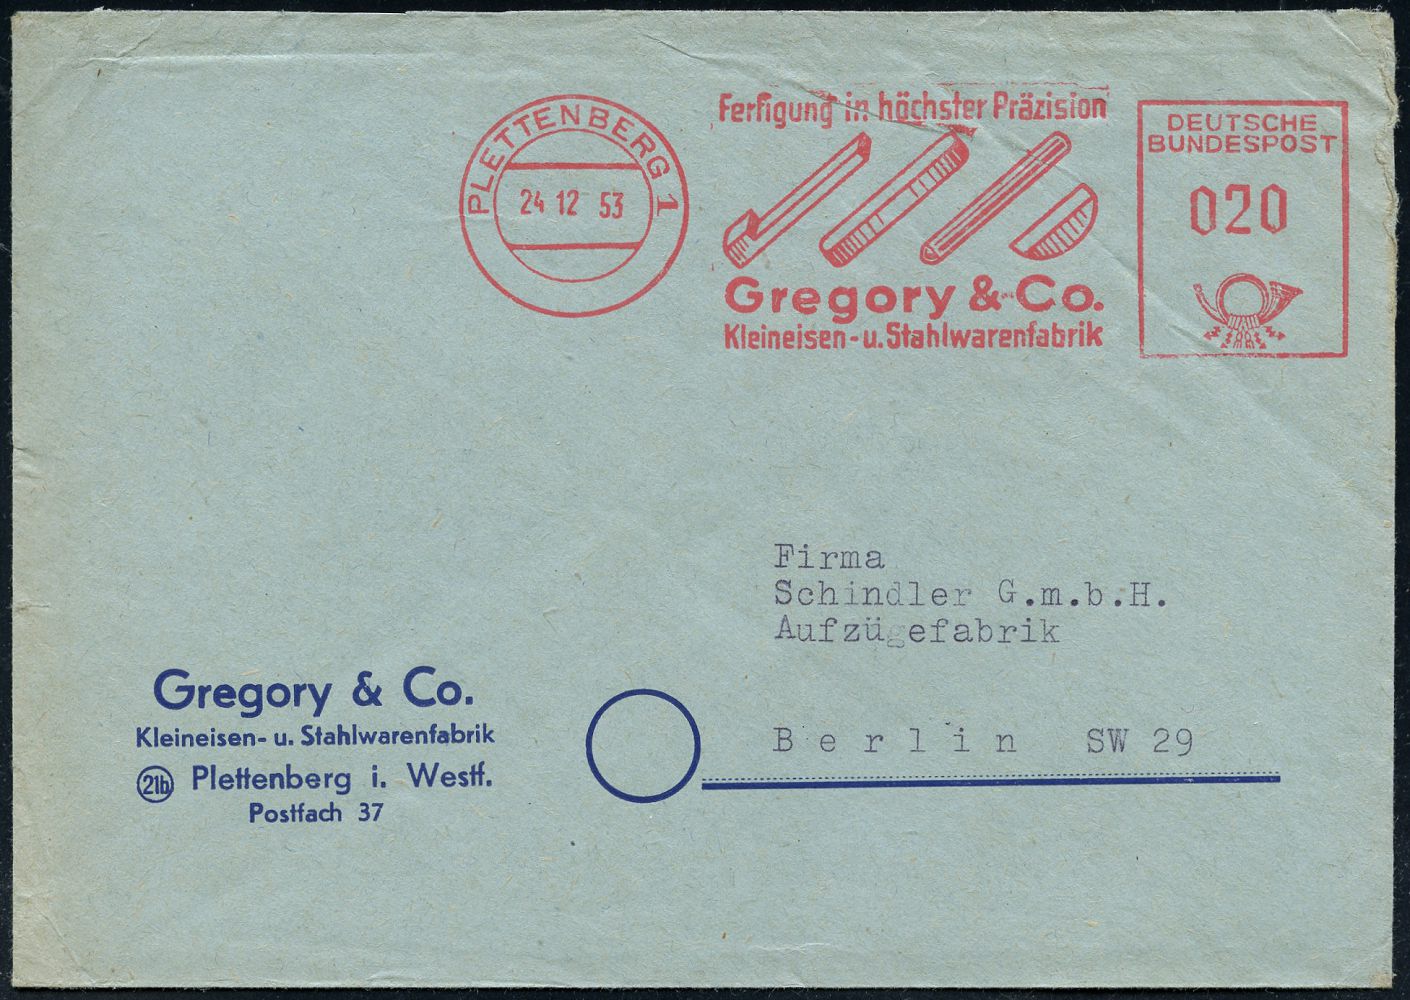 PLETTENBERG 1
24 12 53
Fertigung in höchster Präzision
Gregory & Co.
Kleineisen- u. Stahlwarenfabrik
DEUTSCHE
BUNDESPOST
020
Firma
Schindler G.m.b.H.
Aufzügefabrik
Berlin SW 29
Gregory & Co.
Kleineisen- u. Stahlwarenfabrik
21b Plettenberg i. Westf.
Postfach 37